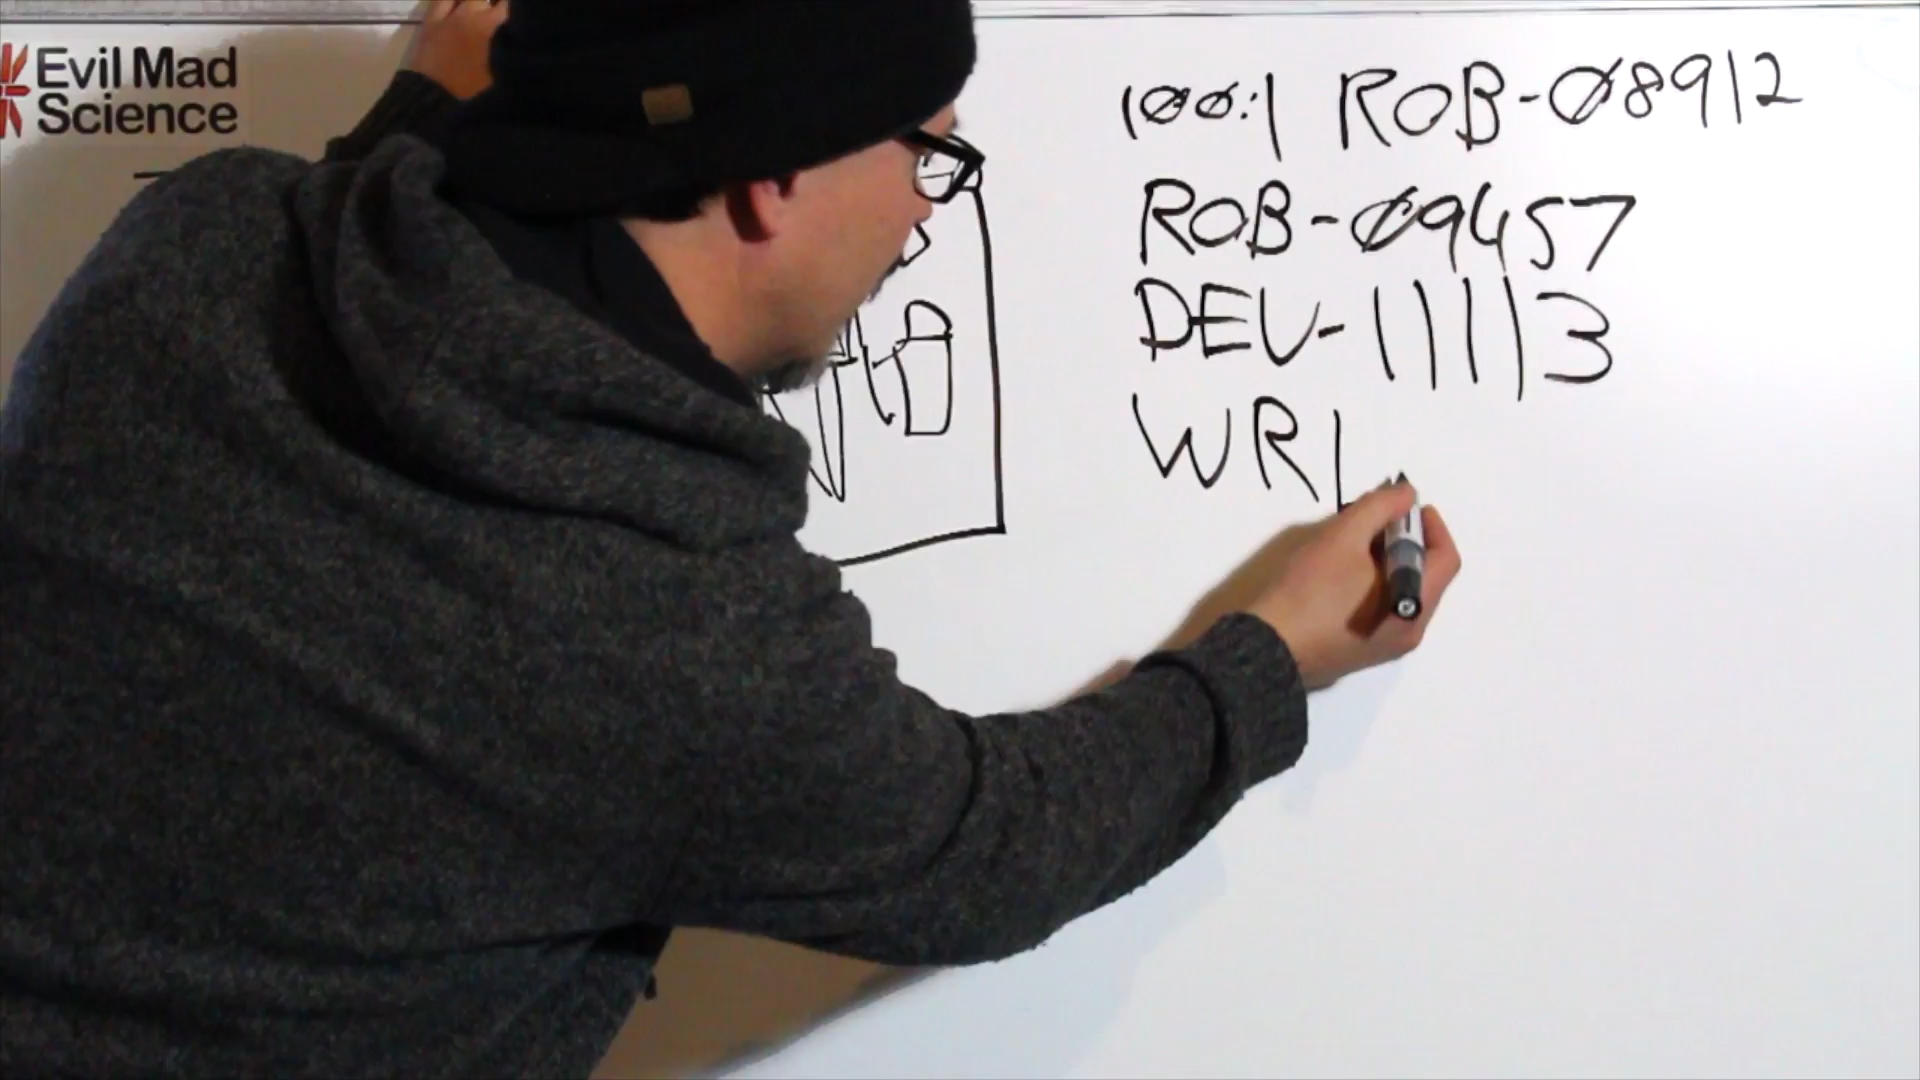 Evil Mad
Science
100:1 ROB-08912
ROB-09457
DEV-11113
WRL